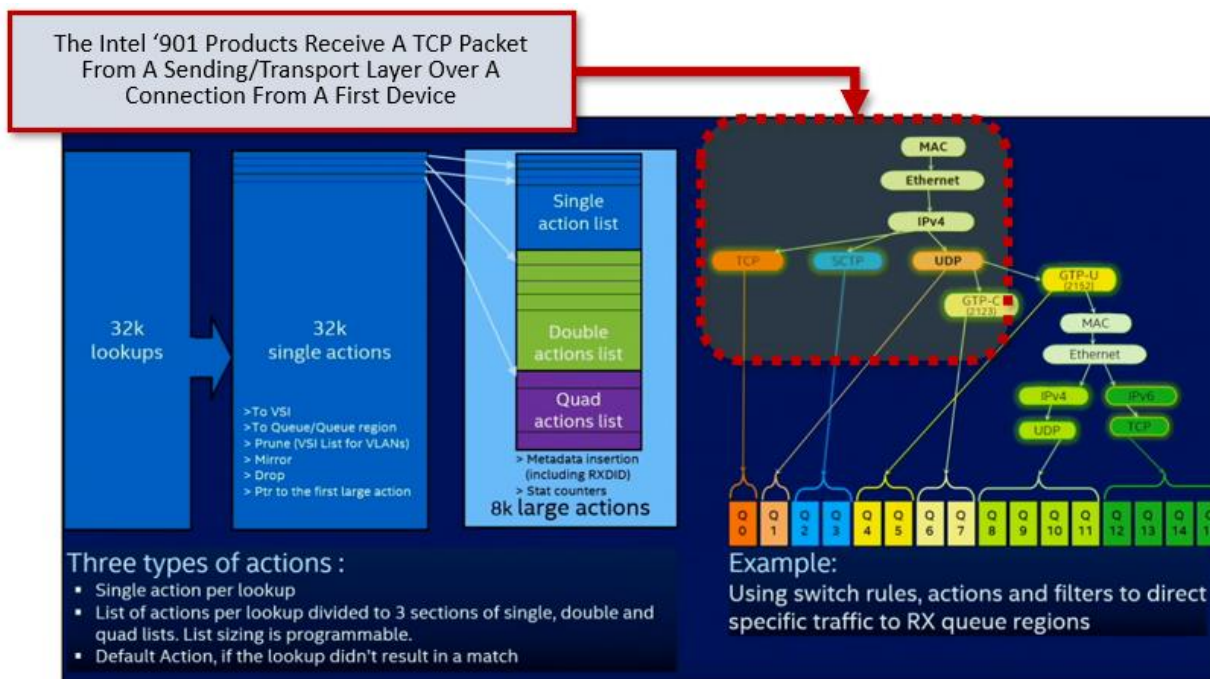 The Intel ‘901 Products Receive A TCP Packet
From A Sending/Transport Layer Over A
Connection From A First Device
32k
lookups
32k
single actions
>To VSI
>To Queue/Queue region
> Prune (VSI List for VLANs)
> Mirror
> Drop
> Ptr to the first large action
Single
action list
Double
actions list
Quad
actions list
> Metadata insertion
(including RXDID)
> Stat counters
8k large actions
MAC
Ethernet
IPv4
TCP
SCTP
UDP
GTP-U
(2152)
GTP-C
(2123)
MAC
Ethernet
IPv4
IPv6
UDP
TCP
Q
0
Q
1
Q
2
Q
3
Q
4
Q
5
Q
6
Q
7
Q
8
Q
9
Q
10
Q
11
Q
12
Q
13
Q
14
Three types of actions :
▪ Single action per lookup
▪ List of actions per lookup divided to 3 sections of single, double and
quad lists. List sizing is programmable.
▪ Default Action, if the lookup didn't result in a match
Example:
Using switch rules, actions and filters to direct
specific traffic to RX queue regions